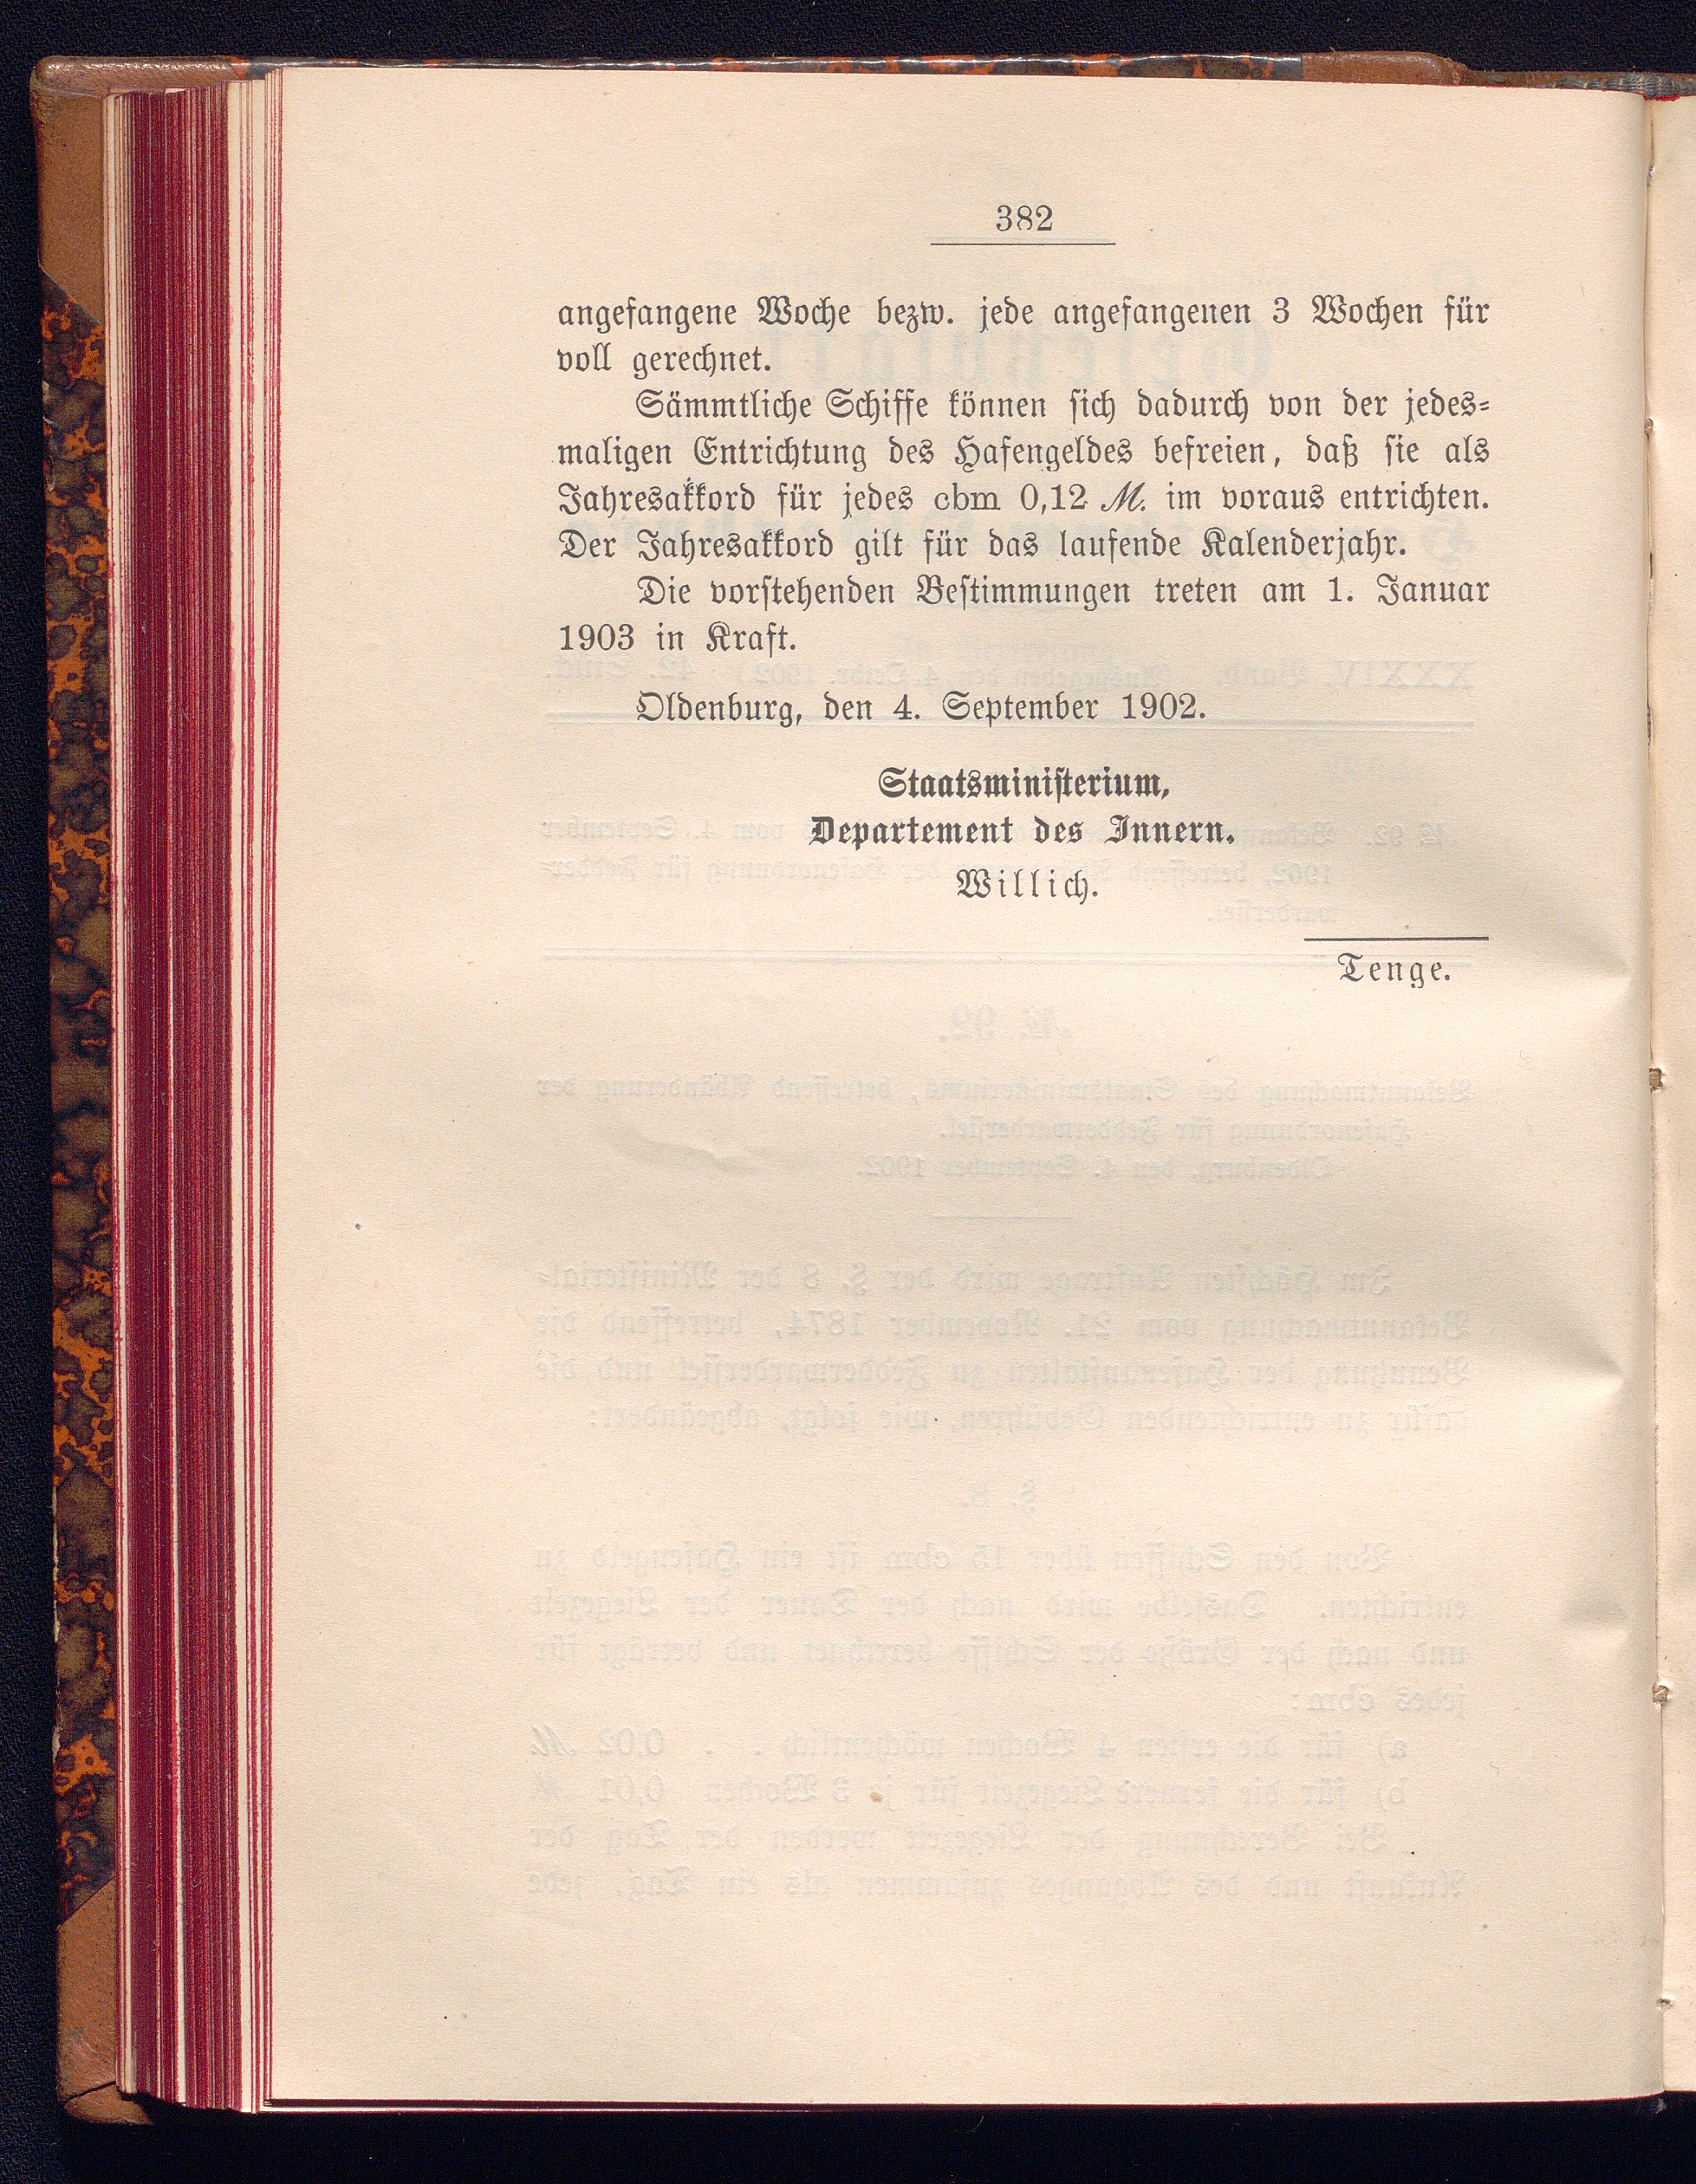 382
angefangene Woche bezw. jede angefangenen 3 Wochen für
voll gerechnet.
Sämmtliche Schiffe können sich dadurch von der jedes=
maligen Entrichtung des Hafengeldes befreien, daß sie als
Jahresakkord für jedes cbm 0,12 M. im voraus entrichten.
Der Jahresakkord gilt für das laufende Kalenderjahr.
Die vorstehenden Bestimmungen treten am 1. Januar
1903 in Kraft.
Oldenburg, den 4. September 1902.
Staatsministerium,
Departement des Innern.
Willich.
Tenge.